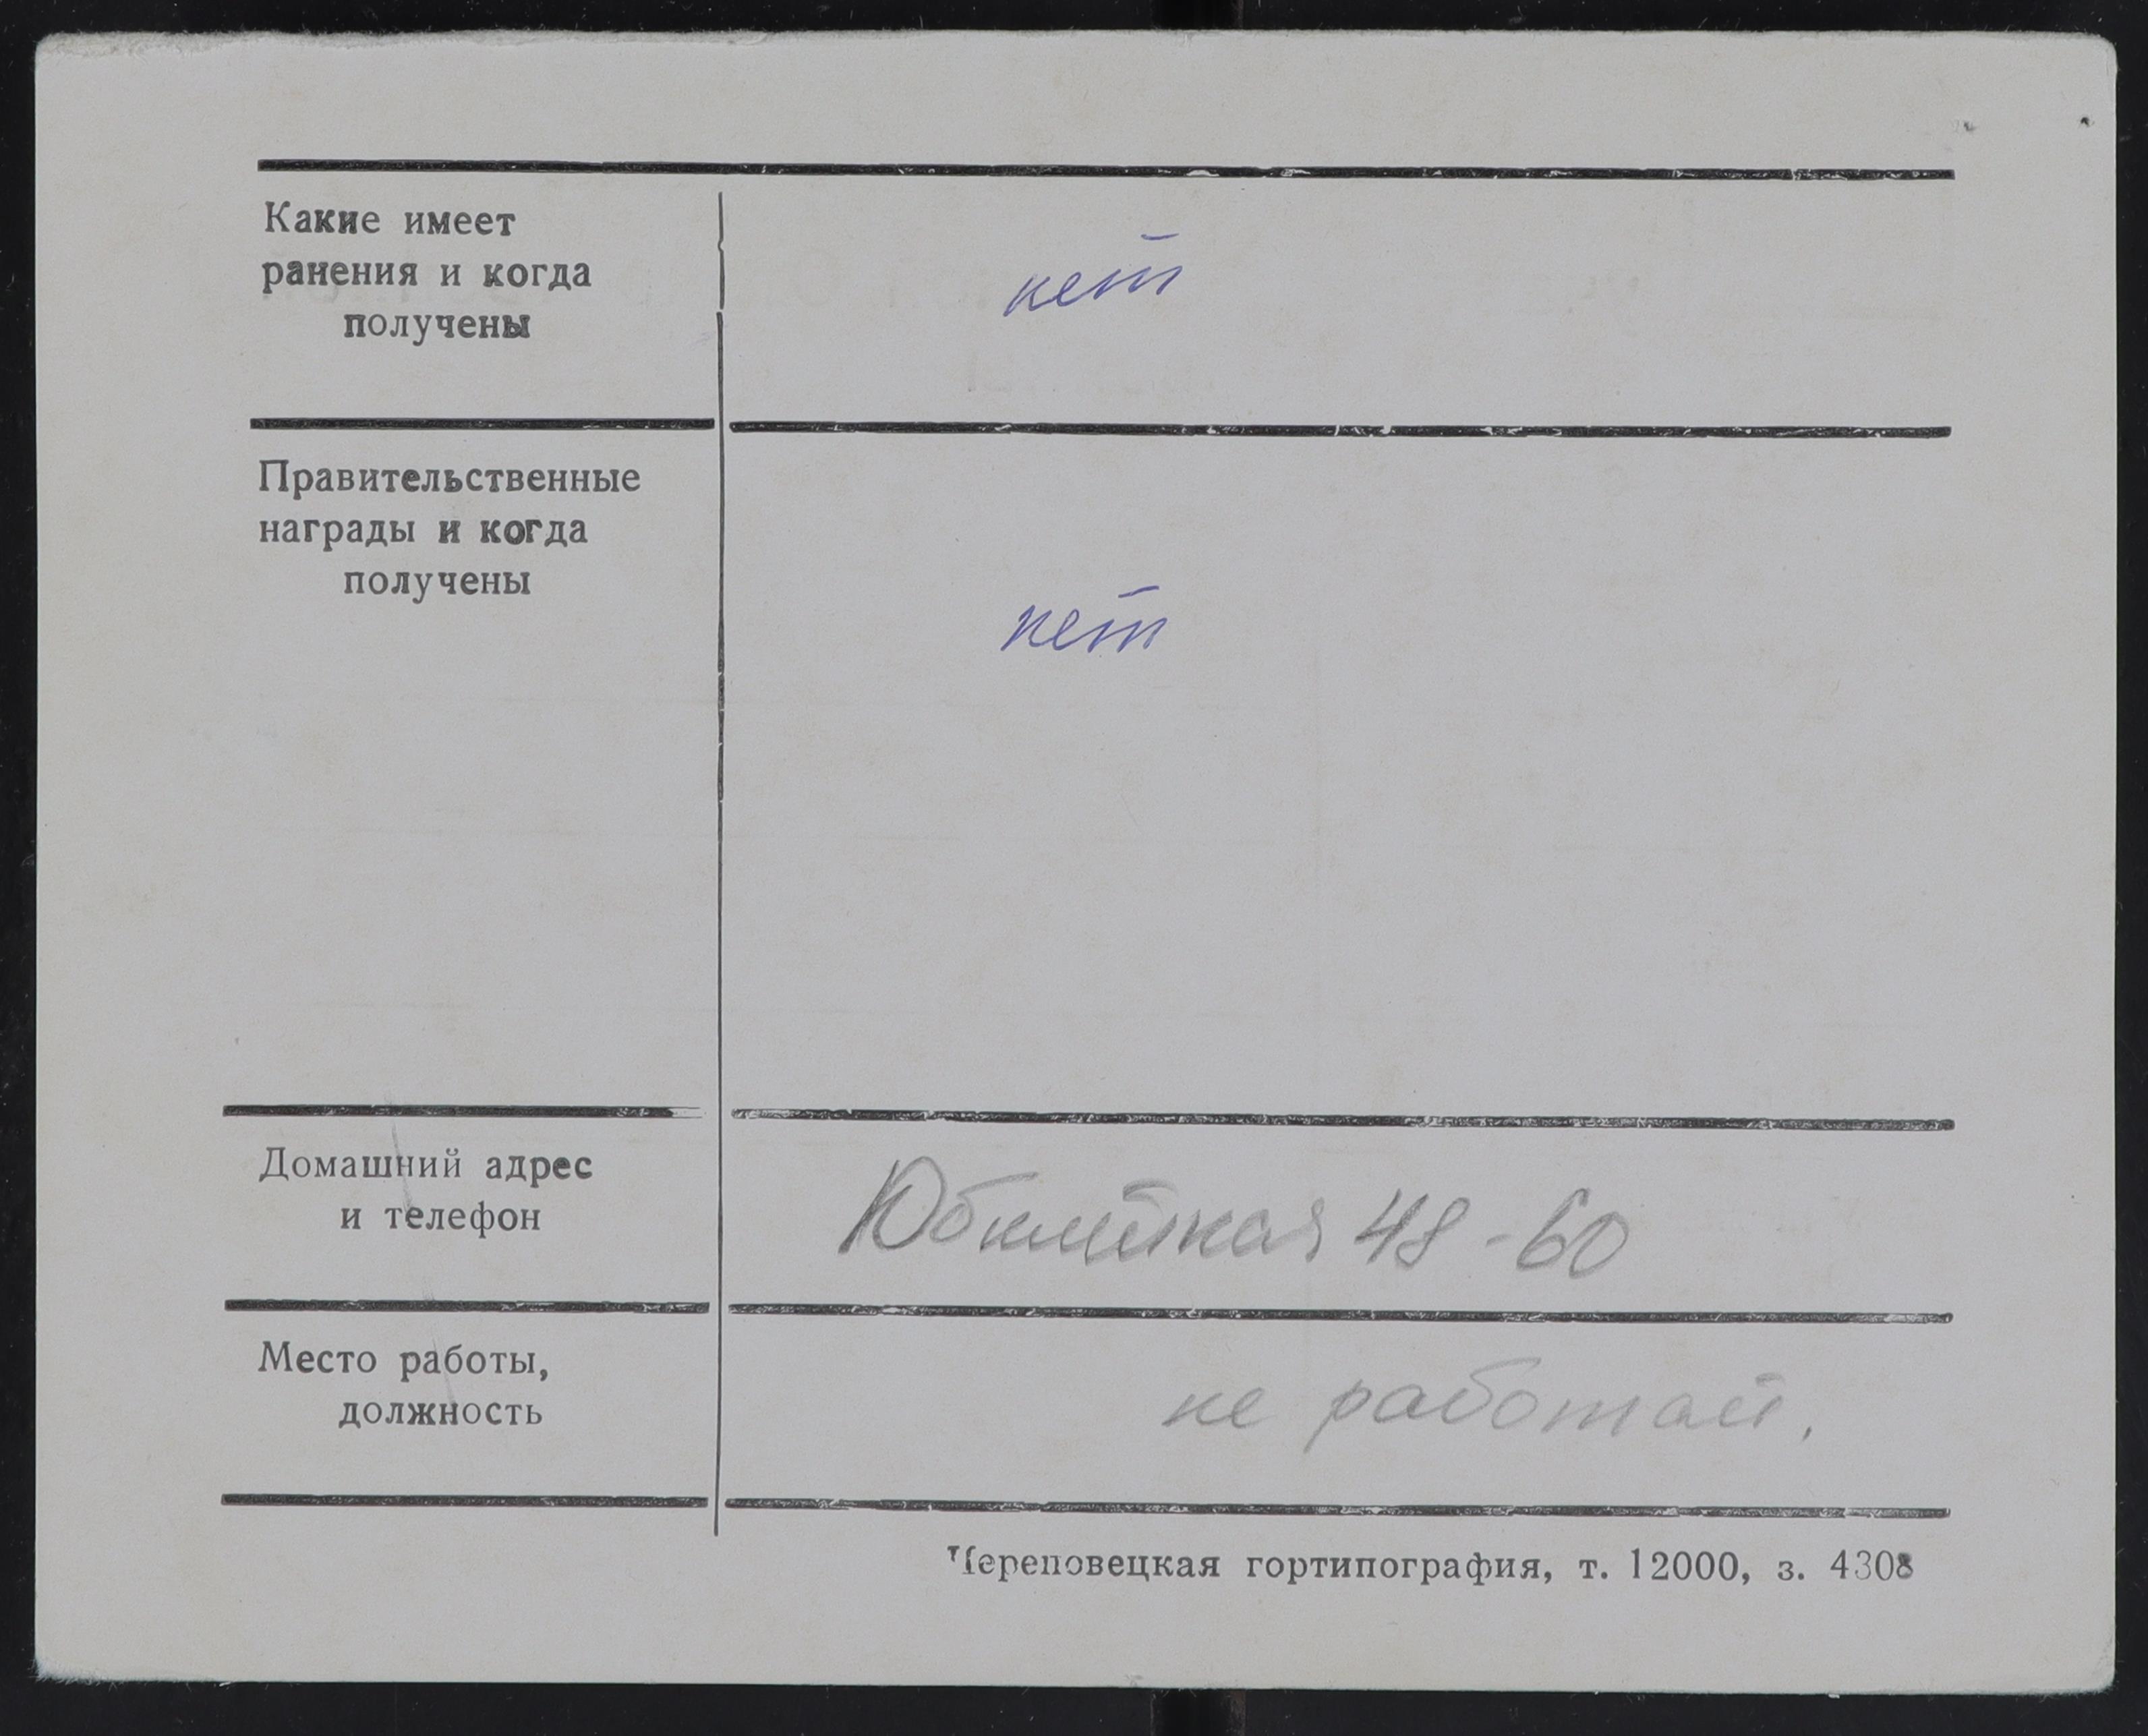 Какие имеет
ранения и когда
получены
нет
Правительственные
награды и когда
получены
нет
Домашний адрес
и телефон
Юбилейная 48-60
Место работы,
должность
не работает.
Череповецкая гортипография, т. 12000, з. 4308